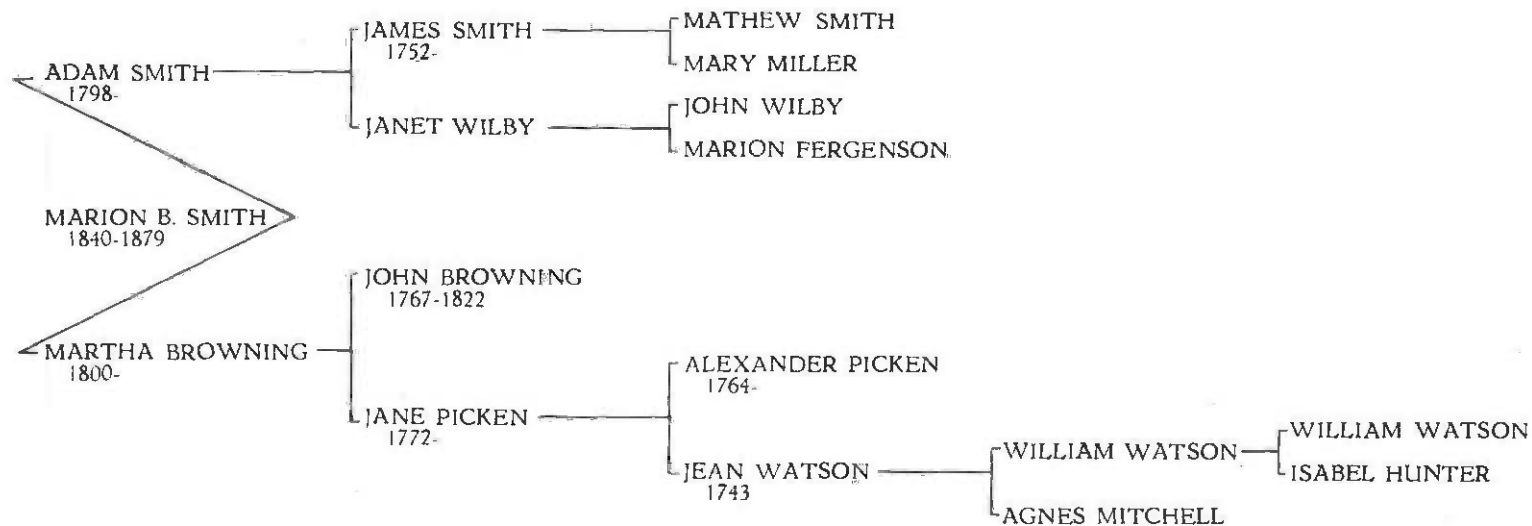 JAMES SMITH
1752-
MATHEW SMITH
MARY MILLER
ADAM SMITH
1798-
JANET WILBY
JOHN WILBY
MARION FERGENSON
MARION B. SMITH
1840-1879
JOHN BROWNING
1767-1822
MARTHA BROWNING
1800-
ALEXANDER PICKEN
1764-
JANE PICKEN
1772-
JEAN WATSON
1743
WILLIAM WATSON
AGNES MITCHELL
WILLIAM WATSON
ISABEL HUNTER